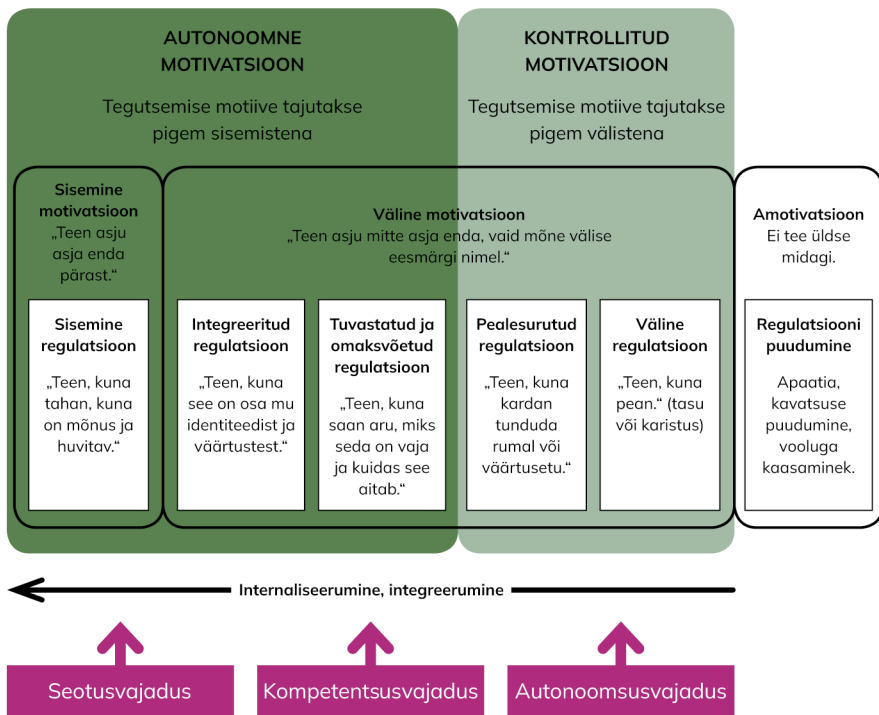 AUTONOOMNE
MOTIVATSIOON
Tegutsemise motiive tajutakse
pigem sisemistena
KONTROLLITUD
MOTIVATSIOON
Tegutsemise motiive tajutakse
pigem välistena
Sisemine
motivatsioon
„Teen asju
asja enda
pärast.“
Väline motivatsioon
„Teen asju mitte asja enda, vaid mõne välise
eesmärgi nimel.“
Amotivatsioon
Ei tee üldse
midagi.
Sisemine
regulatsioon
„Teen, kuna
tahan, kuna
on mõnus ja
huvitav.“
Integreeritud
regulatsioon
„Teen, kuna
see on osa mu
identiteedist ja
väärtustest.“
Tuvastatud ja
omaksvõetud
regulatsioon
„Teen, kuna
saan aru, miks
seda on vaja
ja kuidas see
aitab.“
Pealesurutud
regulatsioon
„Teen, kuna
kardan
tunduda
rumal või
väärtusetu.“
Väline
regulatsioon
„Teen, kuna
pean.“ (tasu
või karistus)
Regulatsiooni
puudumine
Apaatia,
kavatsuse
puudumine,
vooluga
kaasaminek.
Internaliseerumine, integreerumine
Seotusvajadus
Kompetentsusvajadus
Autonoomsusvajadus